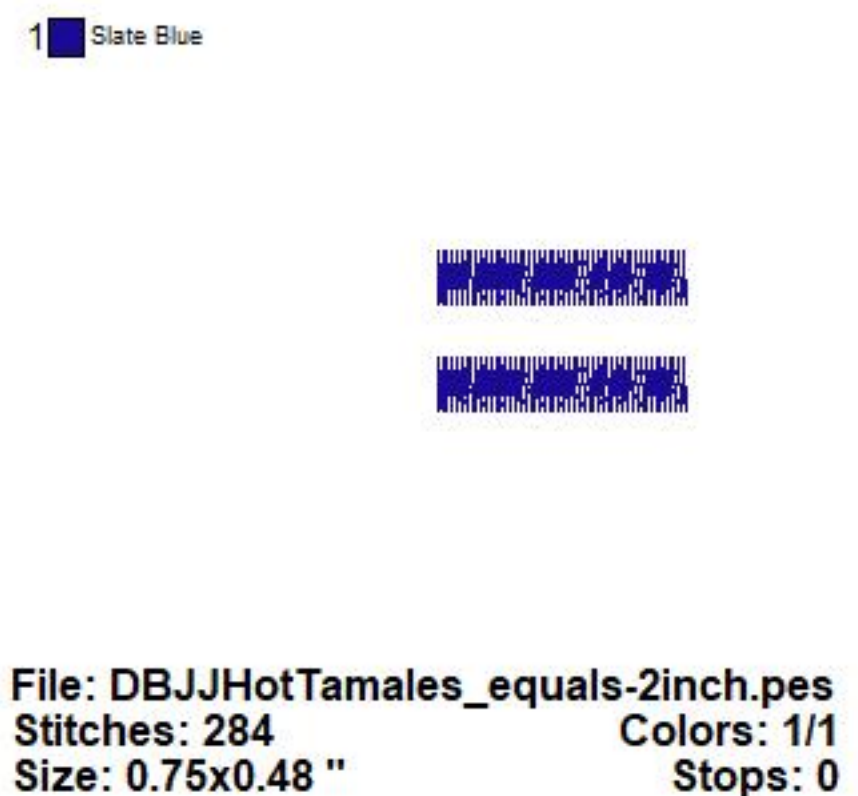 1 Slate Blue
File: DBJJHotTamales_equals-2inch.pes
Stitches: 284 Colors: 1/1
Size: 0.75x0.48 " Stops: 0